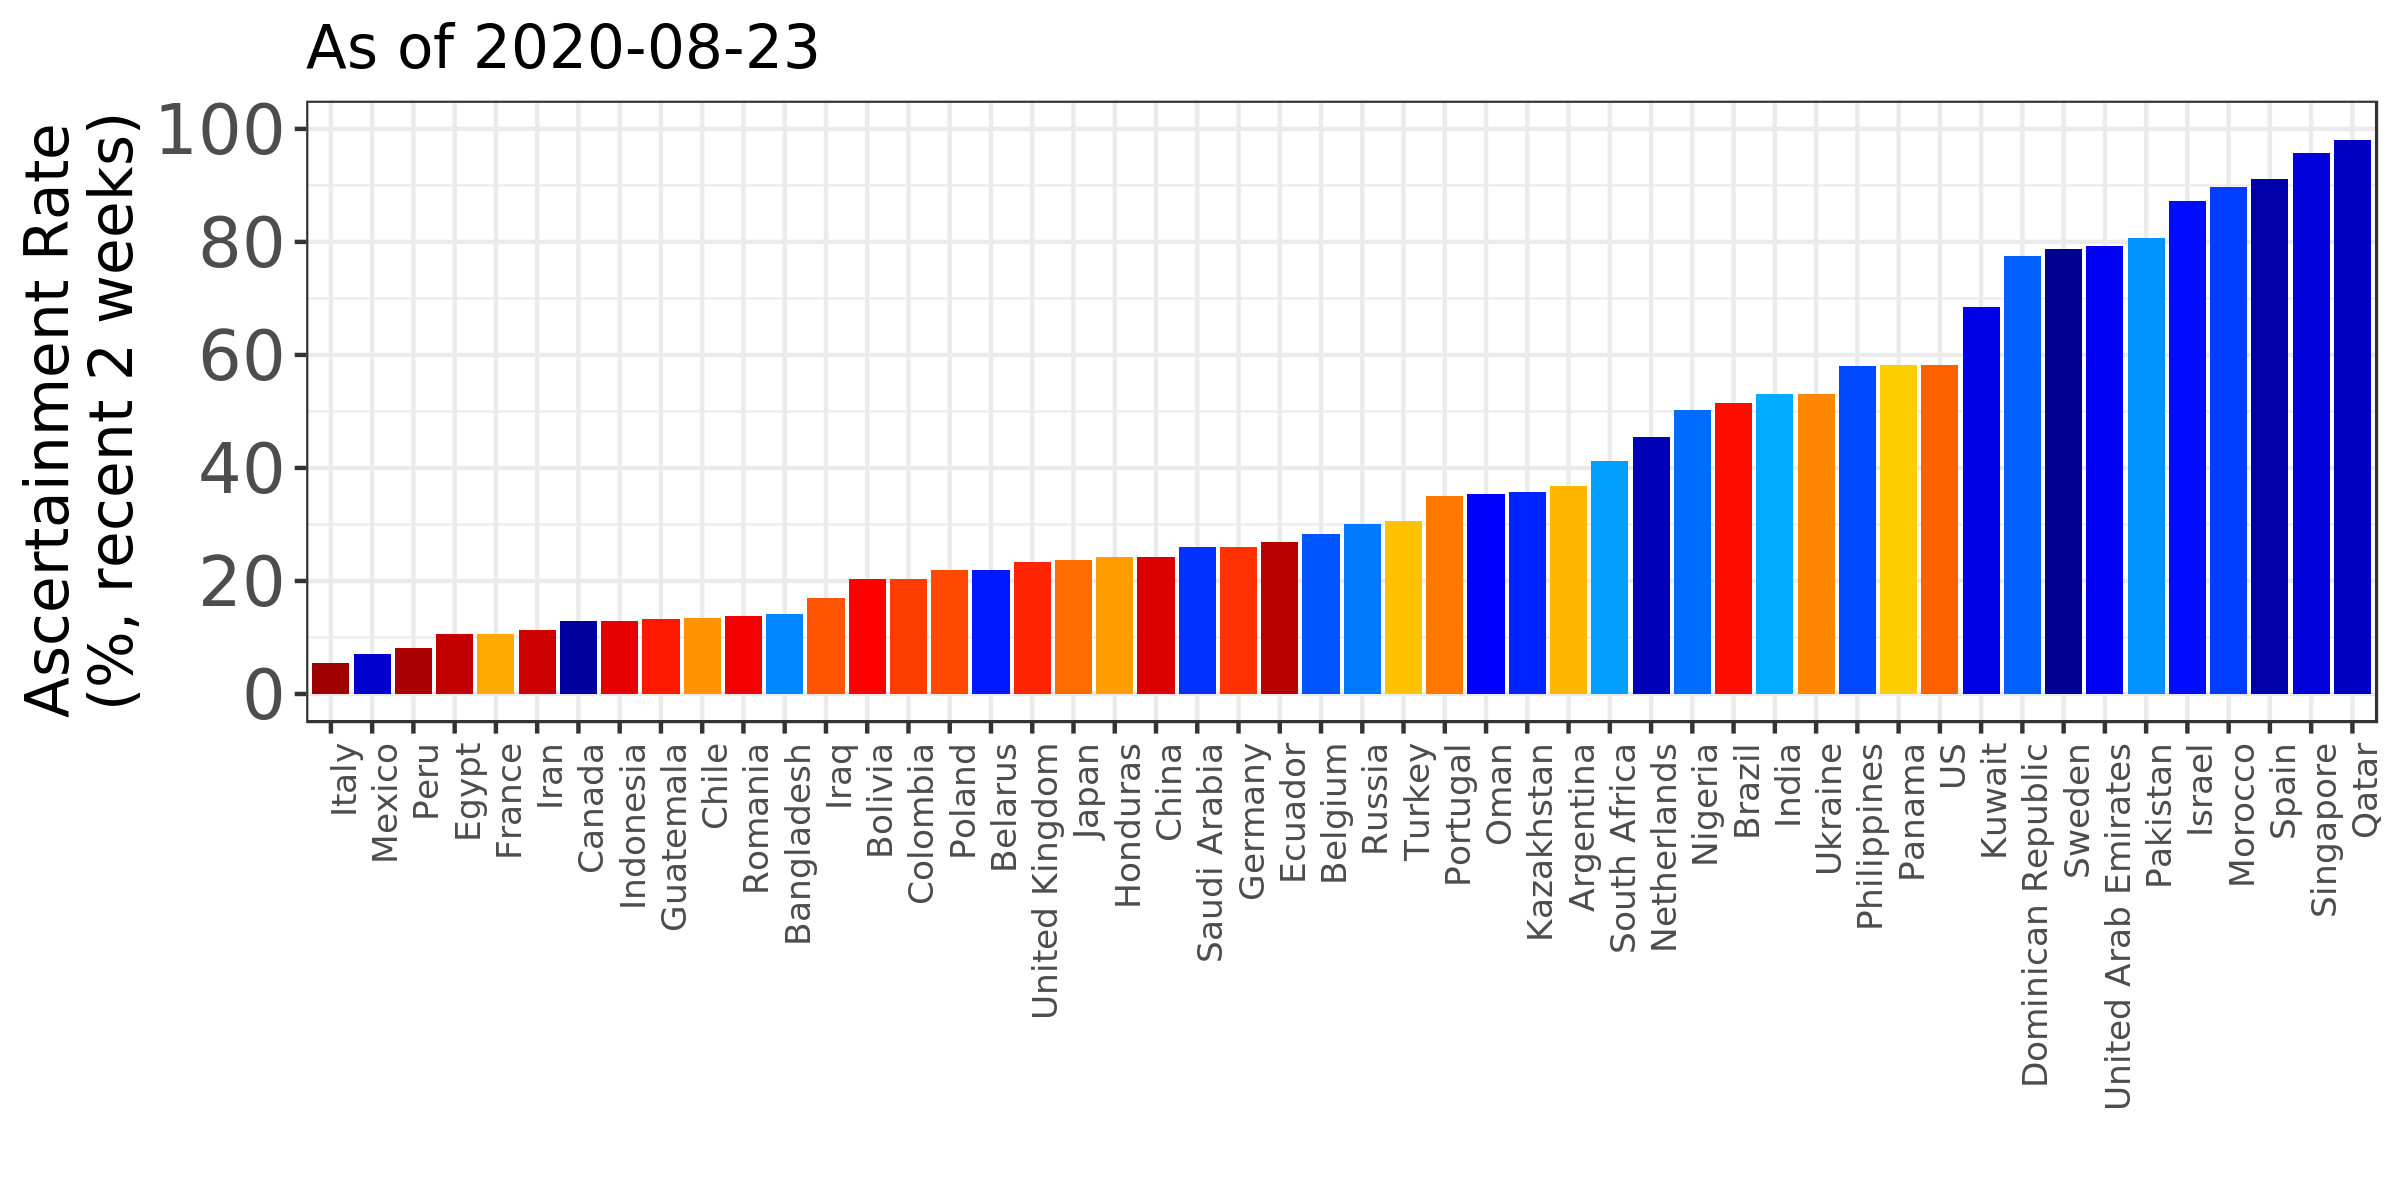 As of 2020-08-23
Ascertainment Rate
(%, recent 2 weeks)
100
80
60
40
20
0
Italy
Mexico
Peru
Egypt
France
Iran
Canada
Indonesia
Guatemala
Chile
Romania
Bangladesh
Iraq
Bolivia
Colombia
Poland
Belarus
United Kingdom
Japan
Honduras
China
Saudi Arabia
Germany
Ecuador
Belgium
Russia
Turkey
Portugal
Oman
Kazakhstan
Argentina
South Africa
Netherlands
Nigeria
Brazil
India
Ukraine
Philippines
Panama
US
Kuwait
Dominican Republic
Sweden
United Arab Emirates
Pakistan
Israel
Morocco
Spain
Singapore
Qatar